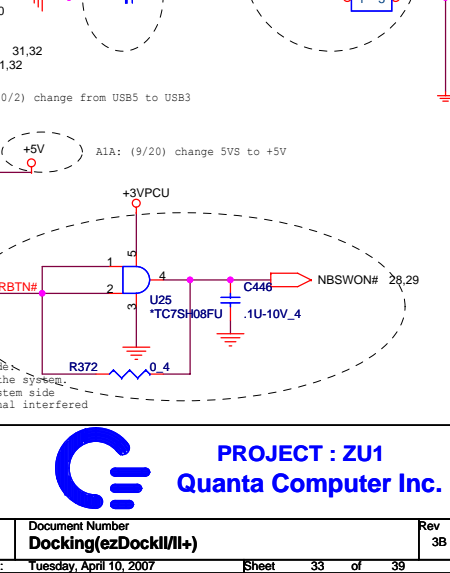 31,32
1,32
0/2) change from USB5 to USB3
+5V
A1A: (9/20) change 5VS to +5V
+3VPCU
5
1
4
2
RBTN#
3
U25
*TC7SH08FU
C446
.1U-10V_4
NBSWON#
28,29
R372
0_4
de:
the system.
stem side
nal interfered
PROJECT : ZU1
Quanta Computer Inc.
Document Number
Rev
Docking(ezDockII/II+)
3B
Tuesday, April 10, 2007
Sheet 33 of 39